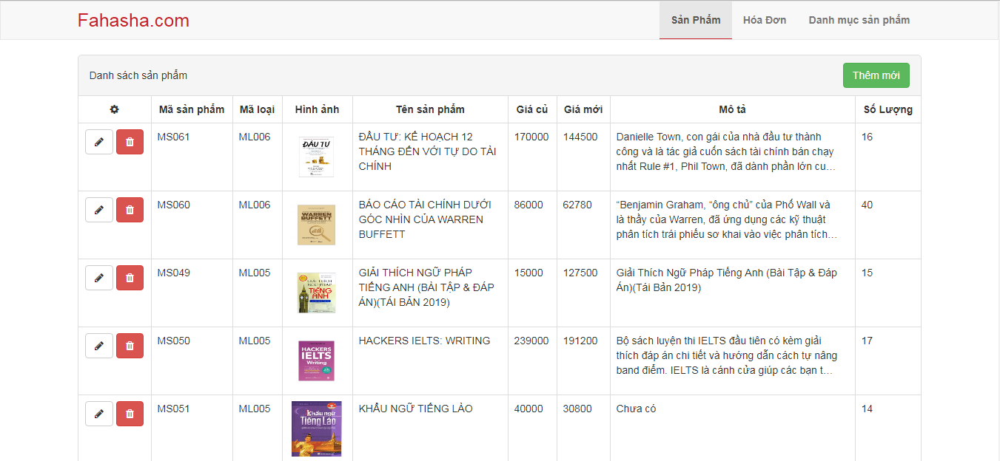 Fahasha.com
Sản Phẩm
Hóa Đơn
Danh mục sản phẩm
Danh sách sản phẩm
Thêm mới
Mã sản phẩm
Mã loại
Hình ảnh
Tên sản phẩm
Giá củ
Giá mới
Mô tả
Số Lượng
MS061
ML006
ĐẦU TƯ
ĐẦU TƯ: KẾ HOẠCH 12
THÁNG ĐẾN VỚI TỰ DO TÀI
CHÍNH
170000
144500
Danielle Town, con gái của nhà đầu tư thành
công và là tác giả cuốn sách tài chính bán chạy
nhất Rule #1, Phil Town, đã dành phần lớn cu...
16
MS060
ML006
WARREN
BUFFETT
BÁO CÁO TÀI CHÍNH DƯỚI
GÓC NHÌN CỦA WARREN
BUFFETT
86000
62780
“Benjamin Graham, “ông chủ” của Phố Wall và
là thầy của Warren, đã ứng dụng các kỹ thuật
phân tích trái phiếu sơ khai vào việc phân tích...
40
MS049
ML005
GIẢI THÍCH
NGỮ PHÁP
TIẾNG
ANH
GIẢI THÍCH NGỮ PHÁP
TIẾNG ANH (BÀI TẬP & ĐÁP
ÁN)(TÁI BẢN 2019)
15000
127500
Giải Thích Ngữ Pháp Tiếng Anh (Bài Tập & Đáp
Án)(Tái Bản 2019)
15
MS050
ML005
HACKERS
IELTS
Writing
HACKERS IELTS: WRITING
239000
191200
Bộ sách luyện thi IELTS đầu tiên có kèm giải
thích đáp án chi tiết và hướng dẫn cách tự nâng
band điểm. IELTS là cánh cửa giúp các bạn t...
17
MS051
ML005
Khẩu ngữ
Tiếng Lào
KHẨU NGỮ TIẾNG LÀO
40000
30800
Chưa có
14